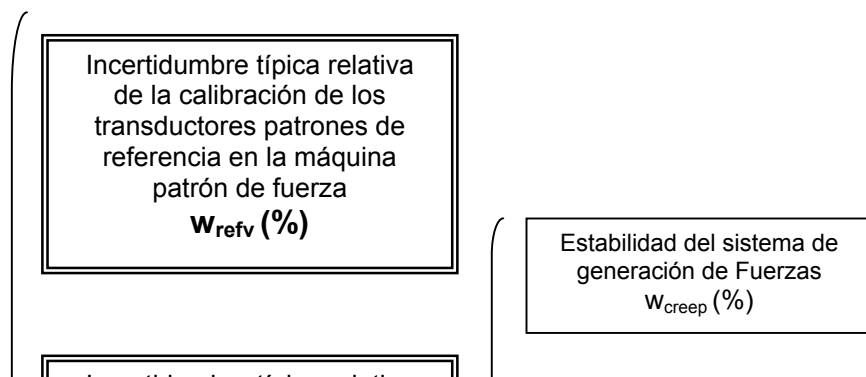 Incertidumbre típica relativa
de la calibración de los
transductores patrones de
referencia en la máquina
patrón de fuerza
wrefv (%)
Estabilidad del sistema de
generación de Fuerzas
wcreep (%)